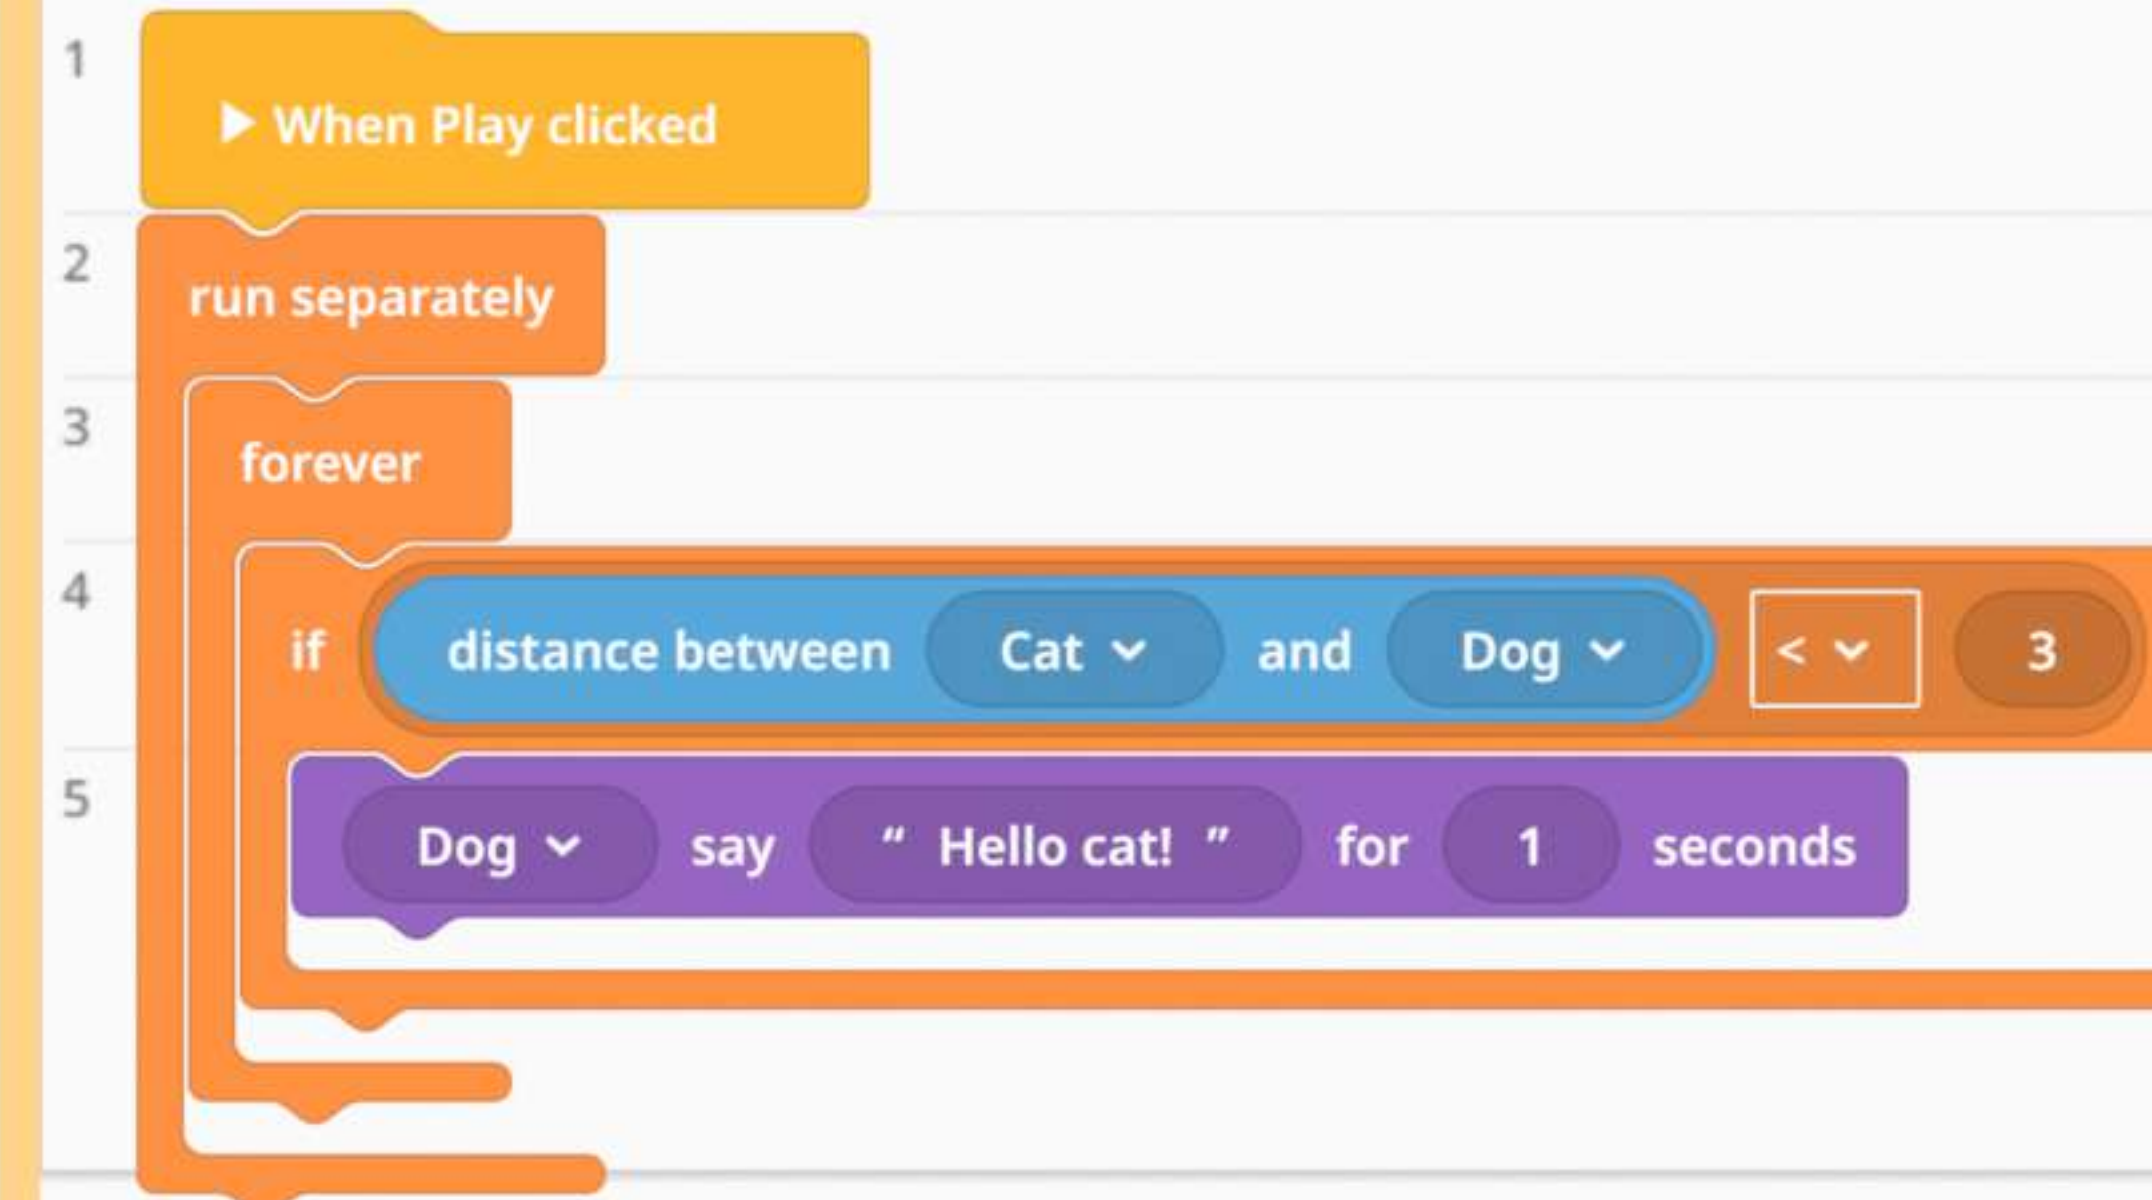 1
When Play clicked
2
run separately
3
forever
4
if distance between Cat and Dog < 3
5
Dog say “ Hello cat! ” for 1 seconds